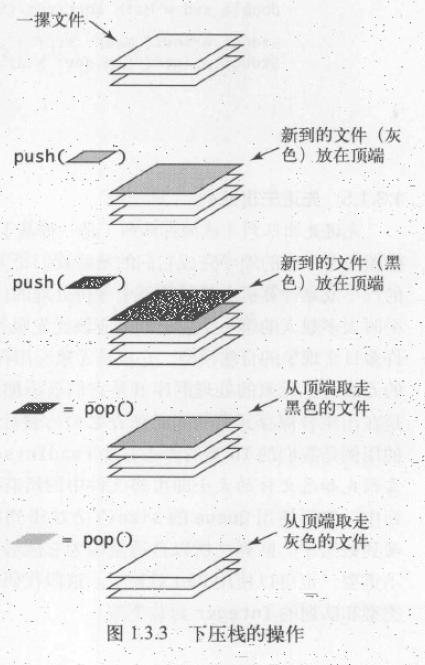 一摞文件
push( )
新到的文件（灰
色）放在顶端
push( )
新到的文件（黑
色）放在顶端
= pop()
从顶端取走
黑色的文件
= pop()
从顶端取走
灰色的文件
图 1.3.3 下压栈的操作